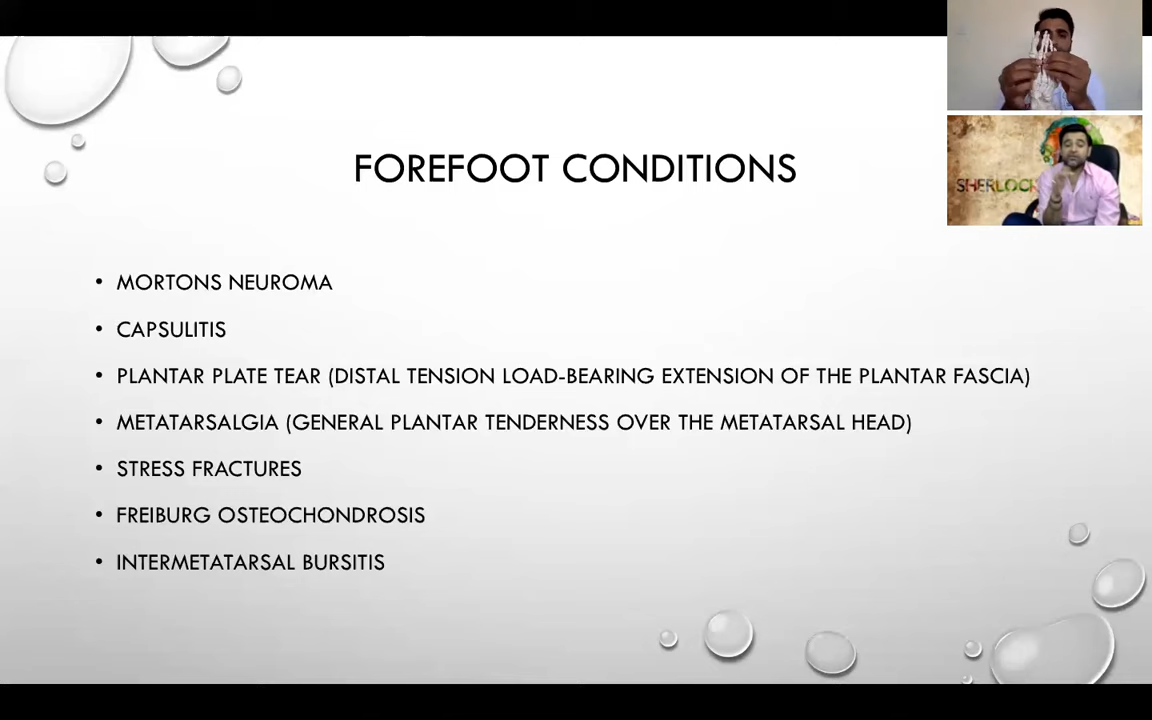 FOREFOOT CONDITIONS
• MORTONS NEUROMA
• CAPSULITIS
• PLANTAR PLATE TEAR (DISTAL TENSION LOAD-BEARING EXTENSION OF THE PLANTAR FASCIA)
• METATARSALGIA (GENERAL PLANTAR TENDERNESS OVER THE METATARSAL HEAD)
• STRESS FRACTURES
• FREIBURG OSTEOCHONDROSIS
• INTERMETATARSAL BURSITIS
SHERLOCK